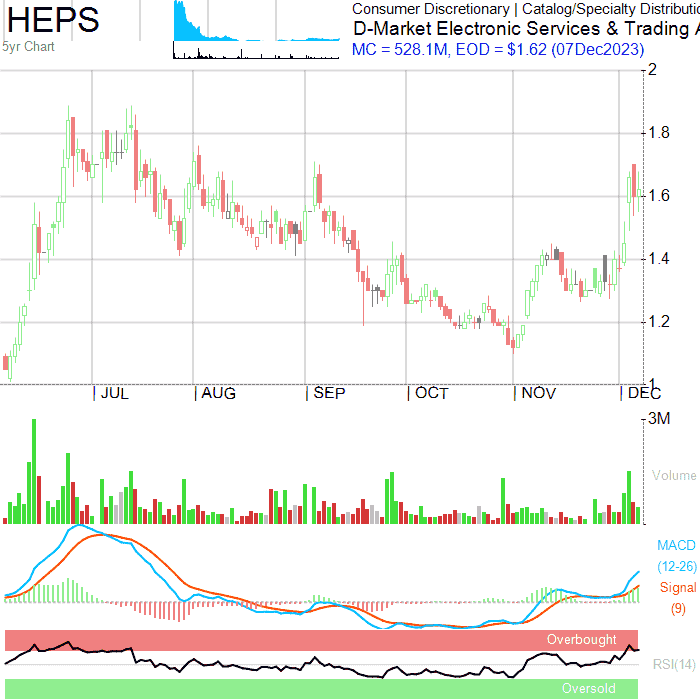 HEPS
5yr Chart
Consumer Discretionary | Catalog/Specialty Distributio
D-Market Electronic Services & Trading A
MC = 528.1M, EOD = $1.62 (07Dec2023)
2
1.8
1.6
1.4
1.2
1
JUL AUG SEP OCT NOV DEC
3M
Volume
MACD
(12-26)
Signal
(9)
Overbought
RSI(14)
Oversold